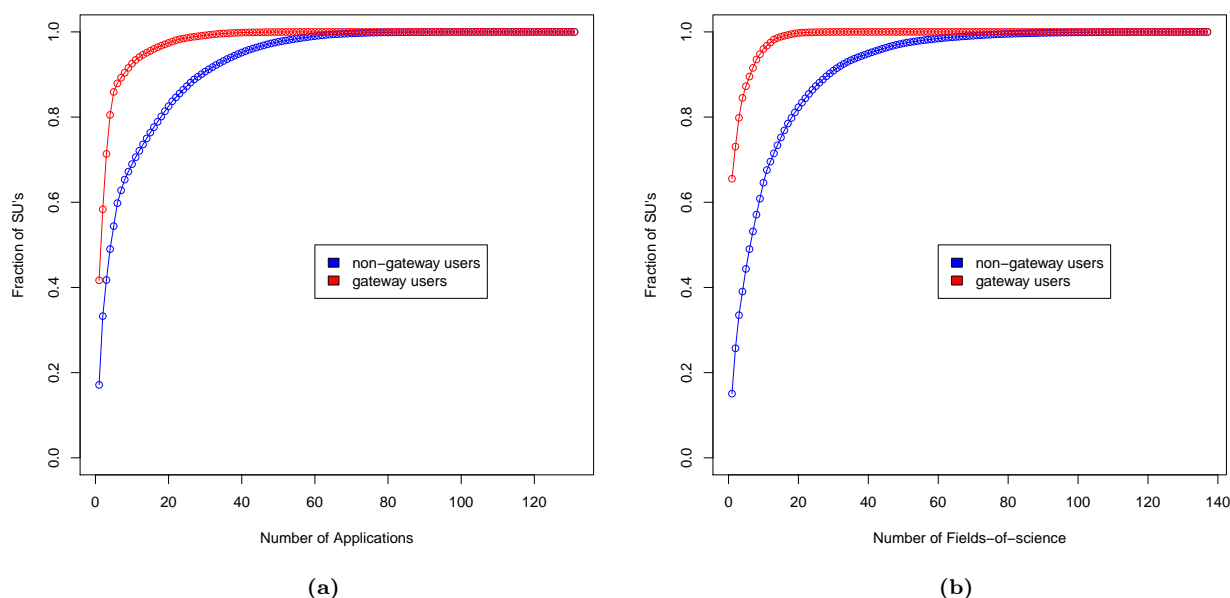 1.0
0.8
0.6
0.4
0.2
0.0
Fraction of SU's
non−gateway users
gateway users
0 20 40 60 80 100 120
Number of Applications
(a)
1.0
0.8
0.6
0.4
0.2
0.0
Fraction of SU's
non−gateway users
gateway users
0 20 40 60 80 100 120 140
Number of Fields−of−science
(b)